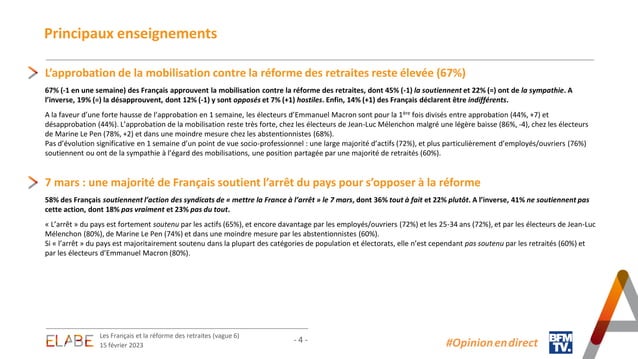 Principaux enseignements
L'approbation de la mobilisation contre la réforme des retraites reste élevée (67%)
67% (-1 en une semaine) des Français approuvent la mobilisation contre la réforme des retraites, dont 45% (-1) la soutiennent et 22% (=) ont de la sympathie. A
l'inverse, 19% (=) la désapprouvent, dont 12% (-1) y sont opposés et 7% (+1) hostiles. Enfin, 14% (+1) des Français déclarent être indifférents.
A la faveur d'une forte hausse de l'approbation en 1 semaine, les électeurs d'Emmanuel Macron sont pour la 1ère fois divisés entre approbation (44%, +7) et
désapprobation (44%). L'approbation de la mobilisation reste très forte, chez les électeurs de Jean-Luc Mélenchon malgré une légère baisse (86%, -4), chez les électeurs
de Marine Le Pen (78%, +2) et dans une moindre mesure chez les abstentionnistes (68%).
Pas d'évolution significative en 1 semaine d'un point de vue socio-professionnel : une large majorité d'actifs (72%), et plus particulièrement d'employés/ouvriers (76%)
soutiennent ou ont de la sympathie à l'égard des mobilisations, une position partagée par une majorité de retraités (60%).
7 mars : une majorité de Français soutient l'arrêt du pays pour s'opposer à la réforme
58% des Français soutiennent l'action des syndicats de « mettre la France à l'arrêt » le 7 mars, dont 36% tout à fait et 22% plutôt. A l'inverse, 41% ne soutiennent pas
cette action, dont 18% pas vraiment et 23% pas du tout.
« L'arrêt » du pays est fortement soutenu par les actifs (65%), et encore davantage par les employés/ouvriers (72%) et les 25-34 ans (72%), et par les électeurs de Jean-Luc
Mélenchon (80%), de Marine Le Pen (74%) et dans une moindre mesure par les abstentionnistes (60%).
Si « l'arrêt » du pays est majoritairement soutenu dans la plupart des catégories de population et électorats, elle n'est cependant pas soutenu par les retraités (60%) et
par les électeurs d'Emmanuel Macron (80%).
ELABE
Les Français et la réforme des retraites (vague 6)
15 février 2023
- 4 -
#Opinionendirect
BFM
TV.